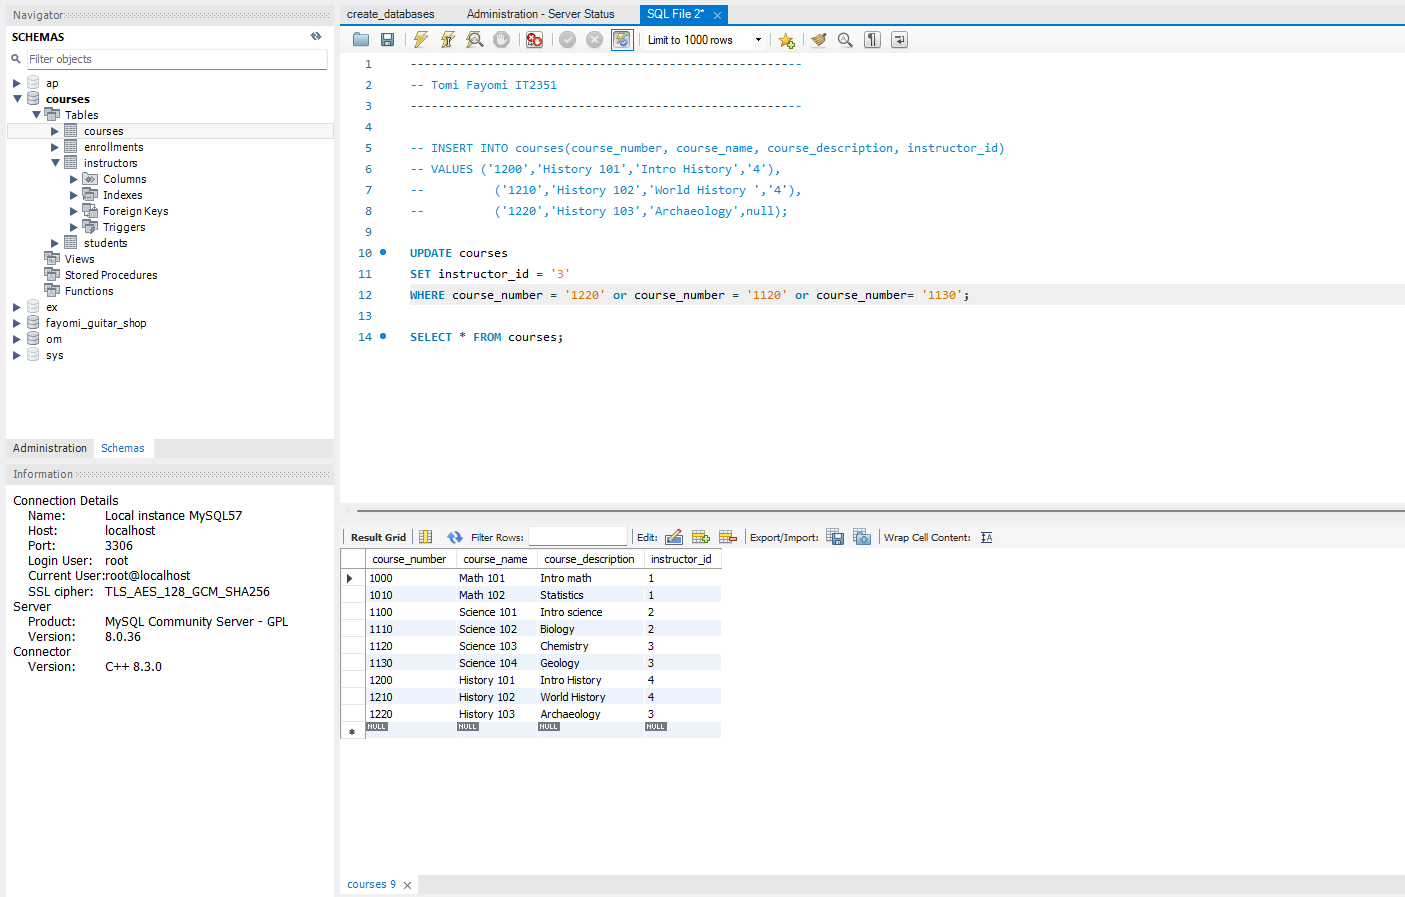 Navigator
SCHEMAS
Filter objects
ap
courses
Tables
courses
enrollments
instructors
Columns
Indexes
Foreign Keys
Triggers
students
Views
Stored Procedures
Functions
ex
fayomi_guitar_shop
om
sys
Administration Schemas
Information
Connection Details
Name: Local instance MySQL57
Host: localhost
Port: 3306
Login User: root
Current User:root@localhost
SSL cipher: TLS_AES_128_GCM_SHA256
Server
Product: MySQL Community Server - GPL
Version: 8.0.36
Connector
Version: C++ 8.3.0
create_databases Administration - Server Status SQL File 2*
Limit to 1000 rows
1 --------------------------------------------------------
2 -- Tomi Fayomi IT2351
3 --------------------------------------------------------
4
5 -- INSERT INTO courses(course_number, course_name, course_description, instructor_id)
6 -- VALUES ('1200','History 101','Intro History','4'),
7 -- ('1210','History 102','World History ','4'),
8 -- ('1220','History 103','Archaeology',null);
9
10 UPDATE courses
11 SET instructor_id = '3'
12 WHERE course_number = '1220' or course_number = '1120' or course_number= '1130';
13
14 SELECT * FROM courses;
Result Grid Filter Rows: Edit: Export/Import: Wrap Cell Content:
course_number course_name course_description instructor_id
1000 Math 101 Intro math 1
1010 Math 102 Statistics 1
1100 Science 101 Intro science 2
1110 Science 102 Biology 2
1120 Science 103 Chemistry 3
1130 Science 104 Geology 3
1200 History 101 Intro History 4
1210 History 102 World History 4
1220 History 103 Archaeology 3
NULL NULL NULL NULL
courses 9